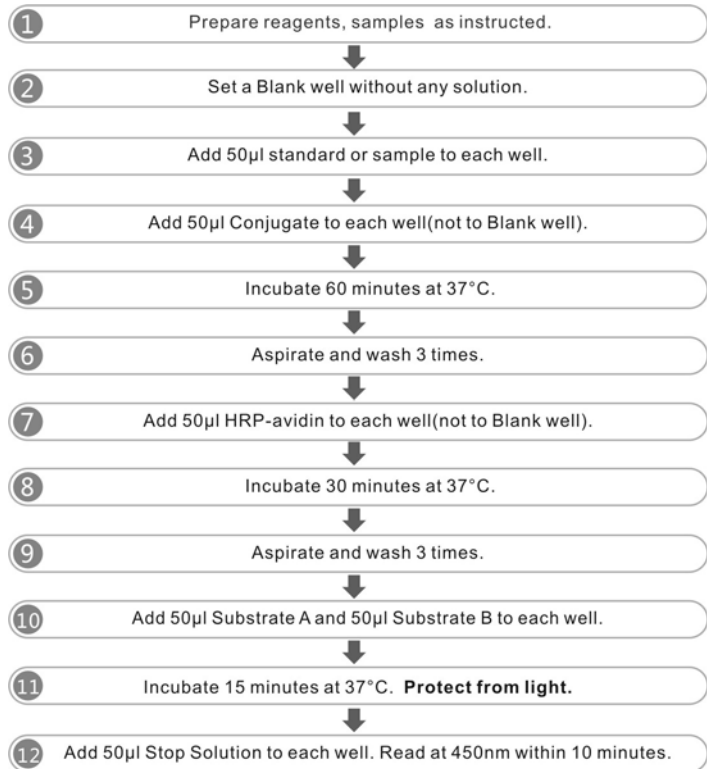 1 Prepare reagents, samples as instructed.
2 Set a Blank well without any solution.
3 Add 50μl standard or sample to each well.
4 Add 50μl Conjugate to each well(not to Blank well).
5 Incubate 60 minutes at 37°C.
6 Aspirate and wash 3 times.
7 Add 50μl HRP-avidin to each well(not to Blank well).
8 Incubate 30 minutes at 37°C.
9 Aspirate and wash 3 times.
10 Add 50μl Substrate A and 50μl Substrate B to each well.
11 Incubate 15 minutes at 37°C. Protect from light.
12 Add 50μl Stop Solution to each well. Read at 450nm within 10 minutes.